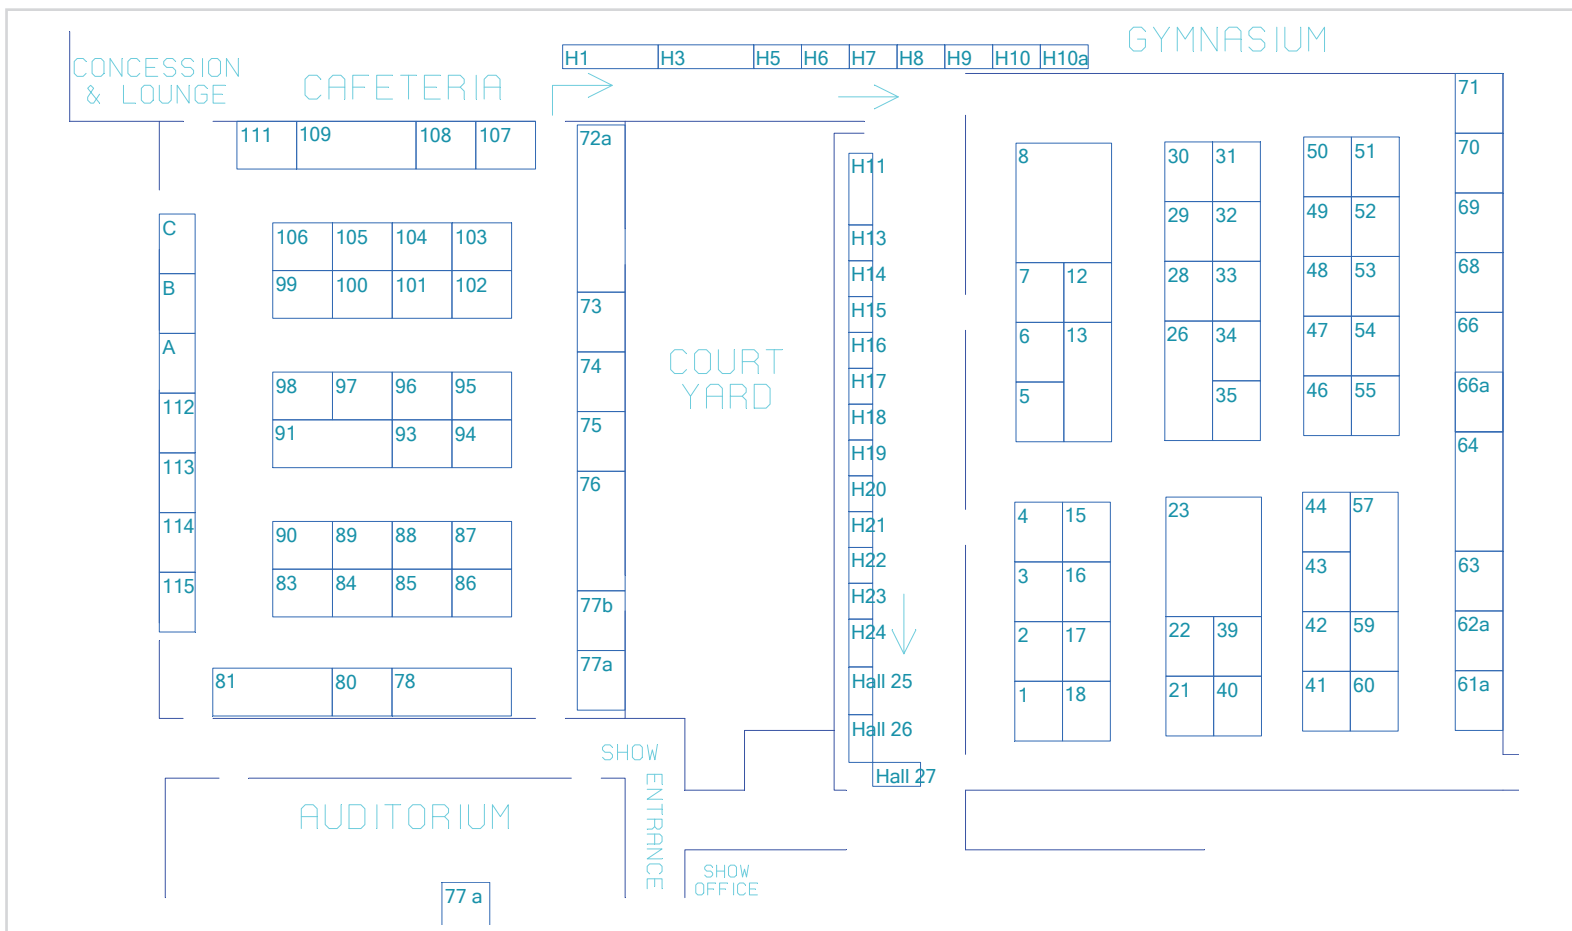 CONCESSION
& LOUNGE
CAFETERIA
GYMNASIUM
H1 H3 H5 H6 H7 H8 H9 H10 H10a
111 109 108 107
72a
73
74
75
76
77b
77a
C
B
A
112
113
114
115
106 105 104 103
99 100 101 102
98 97 96 95
91 93 94
90 89 88 87
83 84 85 86
81 80 78
COURT
YARD
H11
H13
H14
H15
H16
H17
H18
H19
H20
H21
H22
H23
H24
Hall 25
Hall 26
Hall 27
8
7 12
6 13
5
4 15
3 16
2 17
1 18
30 31
29 32
28 33
26 34
35
23
22 39
21 40
50 51
49 52
48 53
47 54
46 55
44 57
43
42 59
41 60
71
70
69
68
66
66a
64
63
62a
61a
SHOW
ENTRANCE
AUDITORIUM
77 a
SHOW
OFFICE